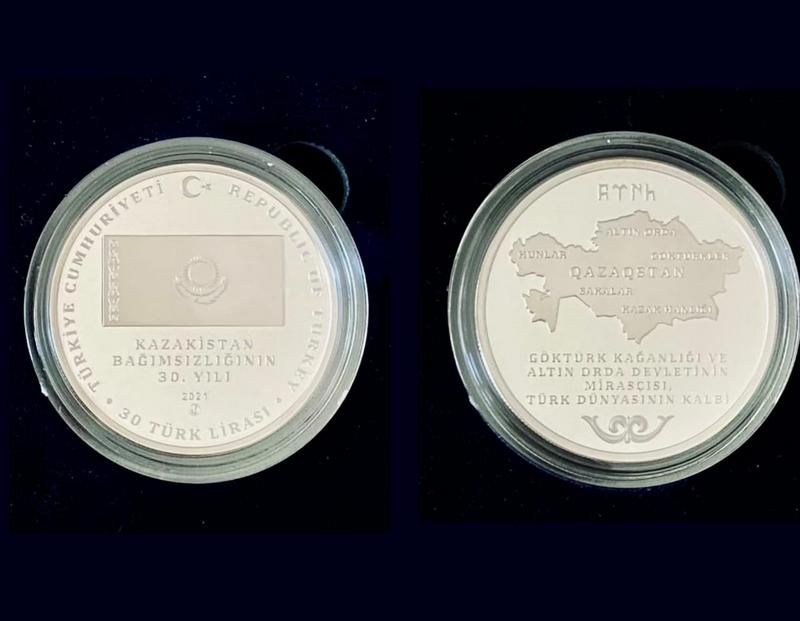 TÜRKİYE CUMHURİYETİ
REPUBLIC OF TURKEY
KAZAKİSTAN
BAĞIMSIZLIĞININ
30. YILI
2021
• 30 TÜRK LİRASI •
𐱅𐰇𐰼𐰜
ALTIN ORDA
HUNLAR
GÖKTÜRKLER
QAZAQSTAN
SAKALAR
KAZAK HANLIĞI
GÖKTÜRK KAĞANLIĞI VE
ALTIN ORDA DEVLETİNİN
MİRASÇISI,
TÜRK DÜNYASININ KALBİ